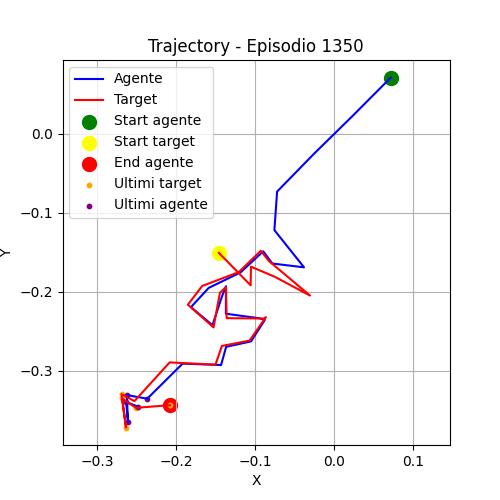 Trajectory - Episodio 1350
Agente
Target
Start agente
Start target
End agente
Ultimi target
Ultimi agente
0.0
−0.1
−0.2
−0.3
Y
−0.3 −0.2 −0.1 0.0 0.1
X